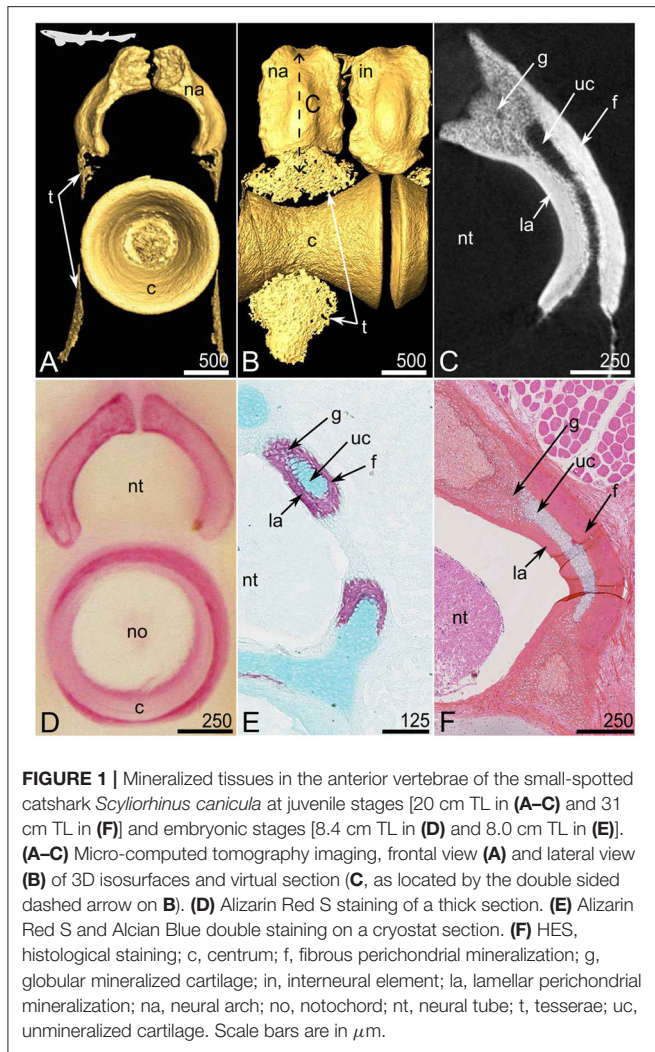 na
t
c
A
500
na
in
C
c
t
B
500
g
uc
f
la
nt
C
250
nt
no
c
D
250
g
uc
f
la
nt
E
125
g
uc
f
la
nt
F
250
FIGURE 1 | Mineralized tissues in the anterior vertebrae of the small-spotted
catshark Scyliorhinus canicula at juvenile stages [20 cm TL in (A–C) and 31
cm TL in (F)] and embryonic stages [8.4 cm TL in (D) and 8.0 cm TL in (E)].
(A–C) Micro-computed tomography imaging, frontal view (A) and lateral view
(B) of 3D isosurfaces and virtual section (C, as located by the double sided
dashed arrow on B). (D) Alizarin Red S staining of a thick section. (E) Alizarin
Red S and Alcian Blue double staining on a cryostat section. (F) HES,
histological staining; c, centrum; f, fibrous perichondrial mineralization; g,
globular mineralized cartilage; in, interneural element; la, lamellar perichondrial
mineralization; na, neural arch; no, notochord; nt, neural tube; t, tesserae; uc,
unmineralized cartilage. Scale bars are in μm.